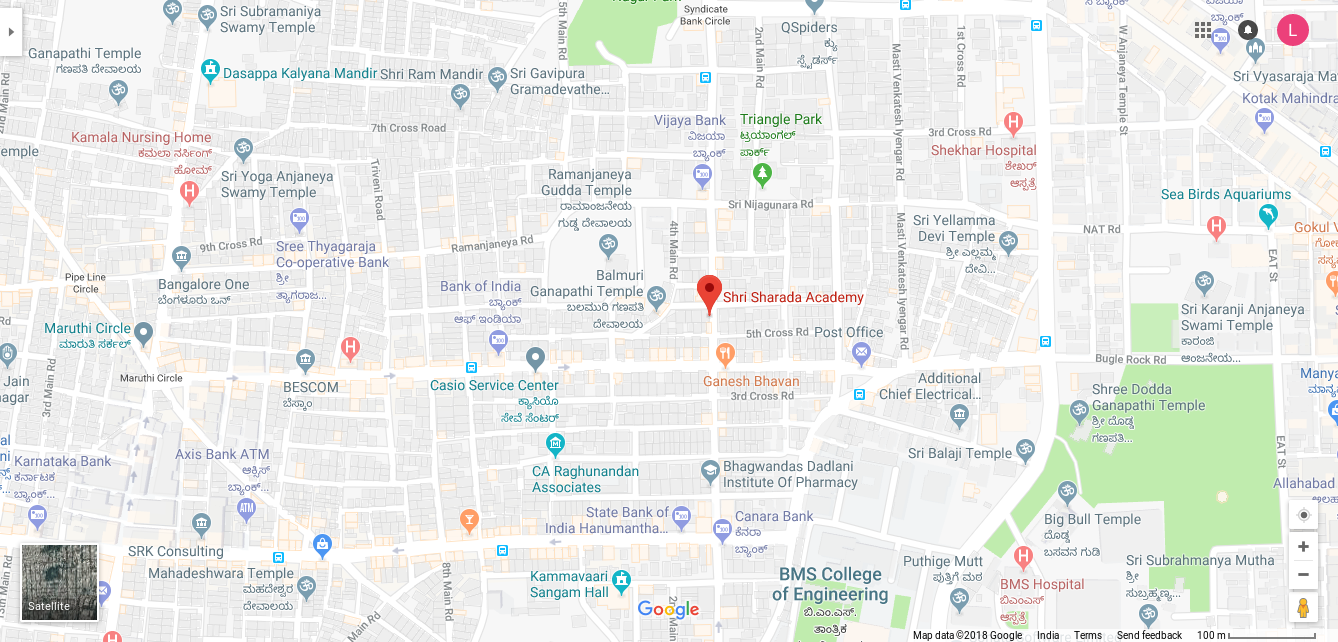 Syndicate
Bank Circle
Sri Subramaniya
Swamy Temple
QSpiders
ಕ್ಯು
ಸ್ಪೈಡರ್ಸ್
5th Main Rd
2nd Main Rd
1st Cross Rd
W Anjaneya Temple St
L
Ganapathi Temple
ಗಣಪತಿ ದೇವಾಲಯ
Dasappa Kalyana Mandir
Shri Ram Mandir
Sri Gavipura
Gramadevathe...
Sri Vyasaraja Mat
Kotak Mahindra
Masti Venkatesh Iyengar Rd
7th Cross Road
Vijaya Bank
ವಿಜಯಾ
ಬ್ಯಾಂಕ್
Triangle Park
ಟ್ರಯಾಂಗಲ್
ಪಾರ್ಕ್
3rd Cross Rd
Shekhar Hospital
ಶೇಖರ್
ಆಸ್ಪತ್ರೆ
Kamala Nursing Home
ಕಮಲಾ ನರ್ಸಿಂಗ್
ಹೋಮ್
Sri Yoga Anjaneya
Swamy Temple
Triveni Road
Ramanjaneya
Gudda Temple
ರಾಮಾಂಜನೇಯ
ಗುಡ್ಡ ದೇವಾಲಯ
Sri Nijagunara Rd
Sea Birds Aquariums
Sri Yellamma
Devi Temple
ಶ್ರೀ ಎಲ್ಲಮ್ಮ
ದೇವಿ...
NAT Rd
EAT St
9th Cross Rd
Sree Thyagaraja
Co-operative Bank
ಶ್ರೀ
ತ್ಯಾಗರಾಜ...
Ramanjaneya Rd
4th Main Rd
Masti Venkatesh Iyengar Rd
Pipe Line
Circle
Bangalore One
ಬೆಂಗಳೂರು ಒನ್
Bank of India
ಬ್ಯಾಂಕ್
ಆಫ್ ಇಂಡಿಯಾ
Balmuri
Ganapathi Temple
ಬಲಮುರಿ ಗಣಪತಿ
ದೇವಾಲಯ
Shri Sharada Academy
Sri Karanji Anjaneya
Swami Temple
ಕಾರಂಜಿ
ಆಂಜನೇಯ...
Maruthi Circle
ಮಾರುತಿ ಸರ್ಕಲ್
5th Cross Rd
Post Office
Bugle Rock Rd
Jain
nagar
3rd Main Rd
Maruthi Circle
BESCOM
ಬೆಸ್ಕಾಂ
Casio Service Center
ಕ್ಯಾಸಿಯೊ
ಸೇವೆ ಸೆಂಟರ್
Ganesh Bhavan
3rd Cross Rd
Additional
Chief Electrical...
Shree Dodda
Ganapathi Temple
ಶ್ರೀ ದೊಡ್ಡ
ಗಣಪತಿ...
EAT St
Karnataka Bank
ಕರ್ನಾಟಕ
ಬ್ಯಾಂಕ್...
Axis Bank ATM
ಆಕ್ಸಿಸ್
ಬ್ಯಾಂಕ್...
ATM
CA Raghunandan
Associates
Bhagwandas Dadlani
Institute Of Pharmacy
Sri Balaji Temple
Allahabad
Big Bull Temple
ದೊಡ್ಡ
ಬಸವನ ಗುಡಿ
State Bank of
India Hanumantha...
Canara Bank
ಕೆನರಾ
ಬ್ಯಾಂಕ್
SRK Consulting
Mahadeshwara Temple
ಮಹದೇಶ್ವರ
ದೇವಾಲಯ
8th Main Rd
Kammavaari
Sangam Hall
BMS College
of Engineering
ಬಿ.ಎಂ.ಎಸ್.
ತಾಂತ್ರಿಕ
Puthige Mutt
ಪುತ್ತಿಗೆ ಮಠ
BMS Hospital
ಬಿಎಂಎಸ್
ಆಸ್ಪತ್ರೆ
Sri Subrahmanya Mutha
ಶ್ರೀ
ಸುಬ್ರಹ್ಮಣ್ಯ...
Satellite
Google
Map data ©2018 Google India Terms Send feedback 100 m